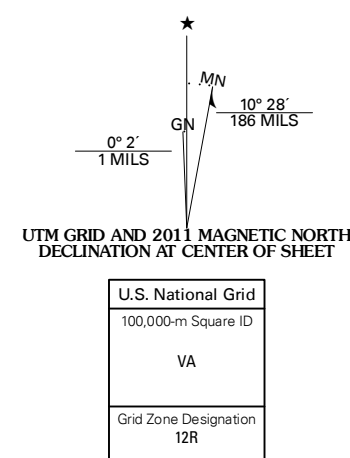 ★
MN
GN
10° 28´
186 MILS
0° 2´
1 MILS
UTM GRID AND 2011 MAGNETIC NORTH
DECLINATION AT CENTER OF SHEET
U.S. National Grid
100,000-m Square ID
VA
Grid Zone Designation
12R